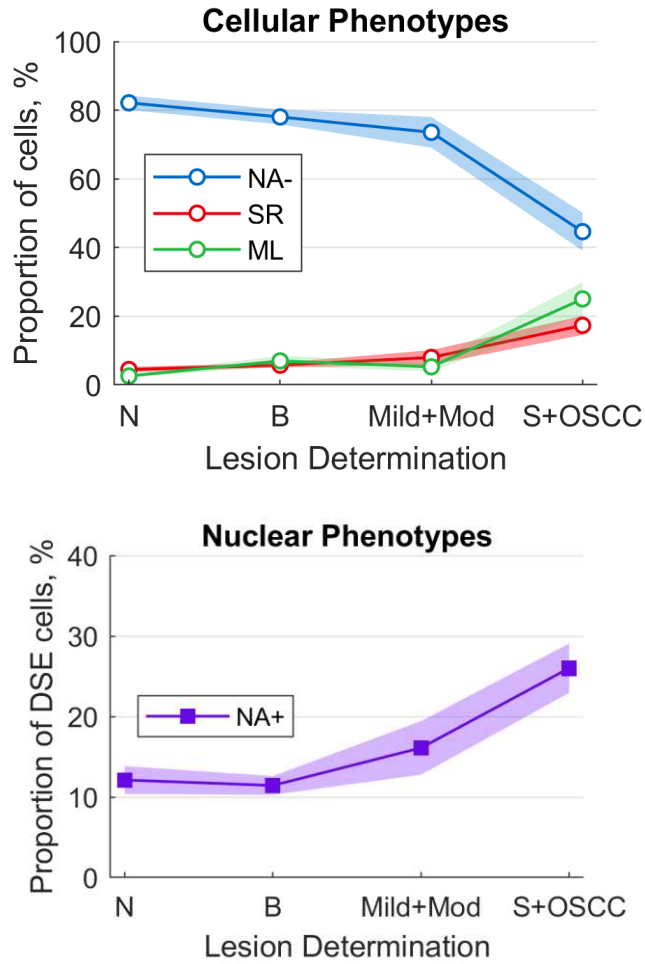 Cellular Phenotypes
Proportion of cells, %
100
80
60
40
20
0
NA-
SR
ML
N B Mild+Mod S+OSCC
Lesion Determination
Nuclear Phenotypes
Proportion of DSE cells, %
40
30
20
10
0
NA+
N B Mild+Mod S+OSCC
Lesion Determination